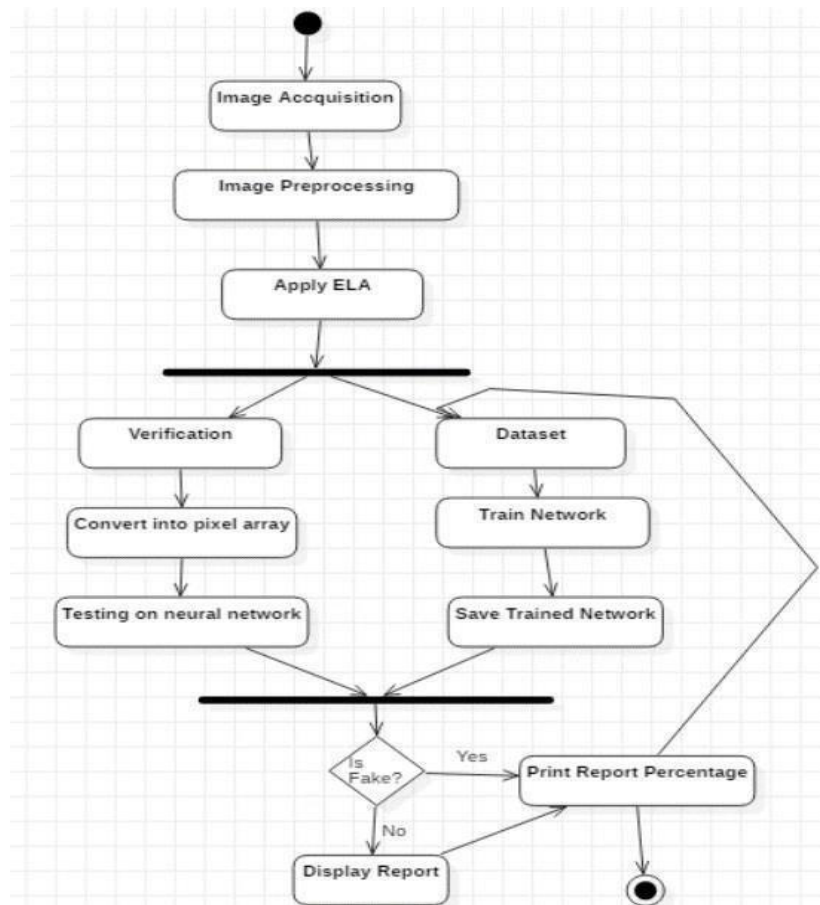 Image Accquisition
Image Preprocessing
Apply ELA
Verification
Dataset
Convert into pixel array
Train Network
Testing on neural network
Save Trained Network
Is
Fake?
Yes
Print Report Percentage
No
Display Report